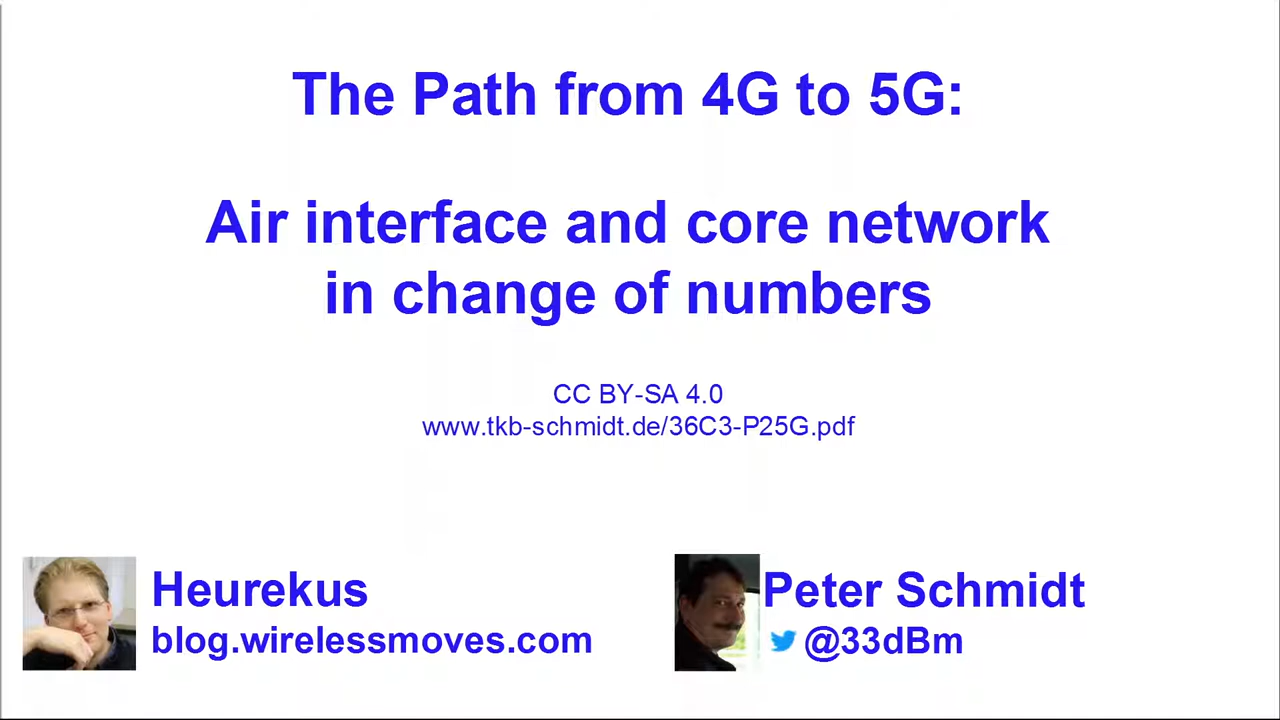 The Path from 4G to 5G:
Air interface and core network
in change of numbers
CC BY-SA 4.0
www.tkb-schmidt.de/36C3-P25G.pdf
Heurekus
blog.wirelessmoves.com
Peter Schmidt
@33dBm